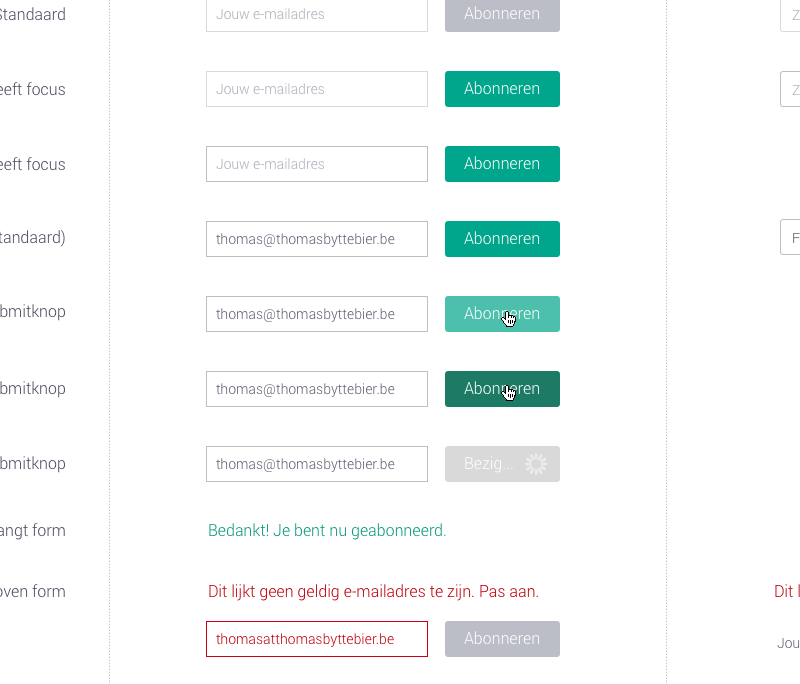 Standaard Jouw e-mailadres Abonneren Z
eeft focus Jouw e-mailadres Abonneren Z
eeft focus Jouw e-mailadres Abonneren
tandaard) thomas@thomasbyttebier.be Abonneren F
bmitknop thomas@thomasbyttebier.be Abonneren
bmitknop thomas@thomasbyttebier.be Abonneren
bmitknop thomas@thomasbyttebier.be Bezig...
angt form Bedankt! Je bent nu geabonneerd.
oven form Dit lijkt geen geldig e-mailadres te zijn. Pas aan. Dit
thomasatthomasbyttebier.be Abonneren Jou